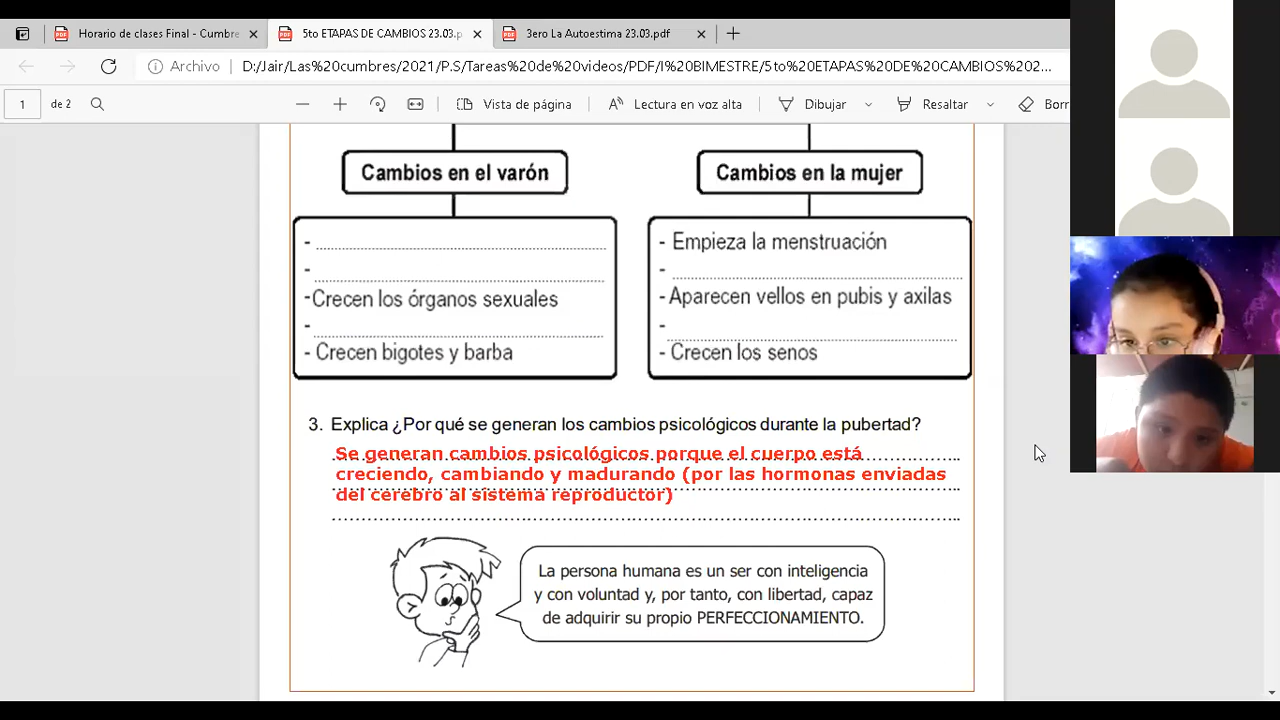 Horario de clases Final - Cumbre
5to ETAPAS DE CAMBIOS 23.03.p
3ero La Autoestima 23.03.pdf
Archivo
D:/Jair/Las%20cumbres/2021/P.S/Tareas%20de%20videos/PDF/I%20BIMESTRE/5to%20ETAPAS%20DE%20CAMBIOS%202...
1 de 2
Vista de página
Lectura en voz alta
Dibujar
Resaltar
Borr
Cambios en el varón
-
-
-Crecen los órganos sexuales
-
- Crecen bigotes y barba
Cambios en la mujer
- Empieza la menstruación
-
- Aparecen vellos en pubis y axilas
-
- Crecen los senos
3. Explica ¿Por qué se generan los cambios psicológicos durante la pubertad?
Se generan cambios psicológicos porque el cuerpo está
creciendo, cambiando y madurando (por las hormonas enviadas
del cerebro al sistema reproductor)
La persona humana es un ser con inteligencia
y con voluntad y, por tanto, con libertad, capaz
de adquirir su propio PERFECCIONAMIENTO.